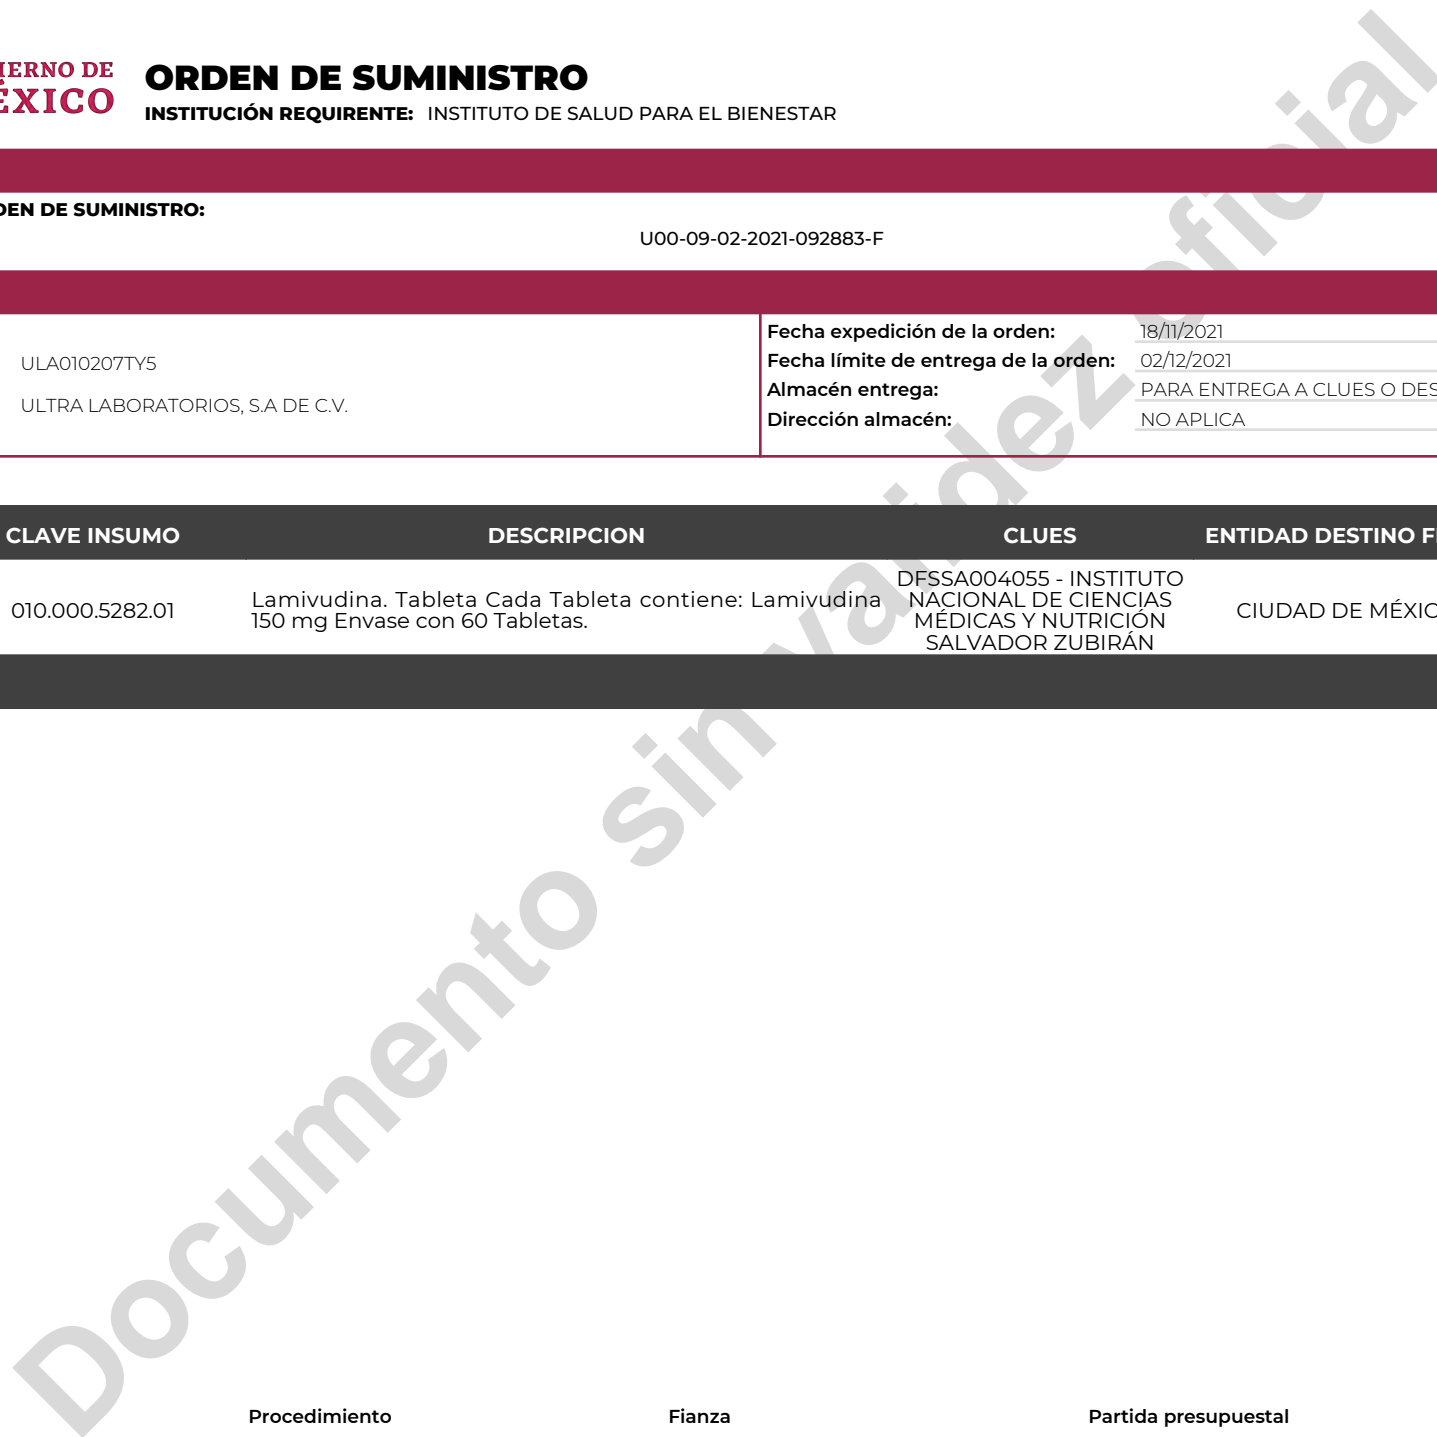 IERNO DE
ÉXICO
ORDEN DE SUMINISTRO
INSTITUCIÓN REQUIRENTE: INSTITUTO DE SALUD PARA EL BIENESTAR
DEN DE SUMINISTRO:
U00-09-02-2021-092883-F
ULA010207TY5
ULTRA LABORATORIOS, S.A DE C.V.
Fecha expedición de la orden: 18/11/2021
Fecha límite de entrega de la orden: 02/12/2021
Almacén entrega: PARA ENTREGA A CLUES O DES
Dirección almacén: NO APLICA
CLAVE INSUMO DESCRIPCION CLUES ENTIDAD DESTINO F
010.000.5282.01
Lamivudina. Tableta Cada Tableta contiene: Lamivudina
150 mg Envase con 60 Tabletas.
DFSSA004055 - INSTITUTO
NACIONAL DE CIENCIAS
MÉDICAS Y NUTRICIÓN
SALVADOR ZUBIRÁN
CIUDAD DE MÉXIC
Documento sin validez oficial
Procedimiento Fianza Partida presupuestal